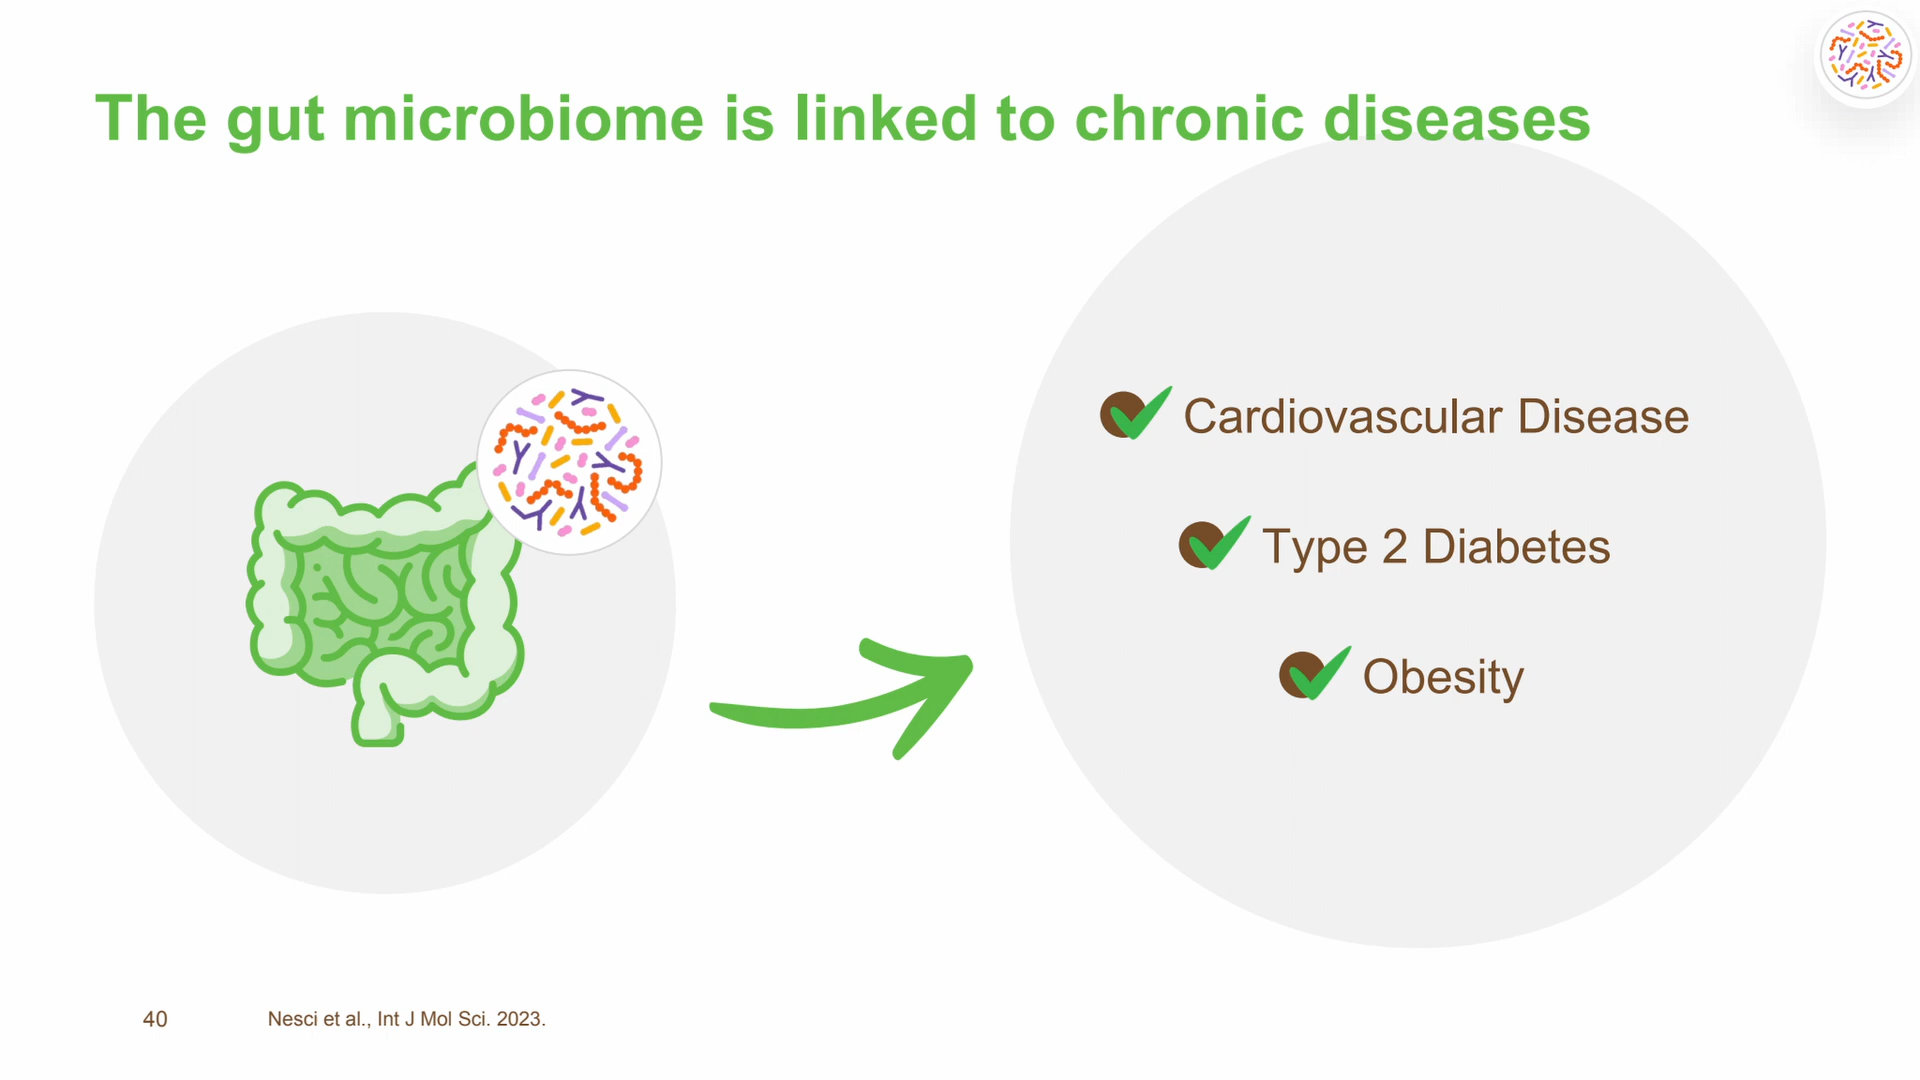 The gut microbiome is linked to chronic diseases
Cardiovascular Disease
Type 2 Diabetes
Obesity
40
Nesci et al., Int J Mol Sci. 2023.